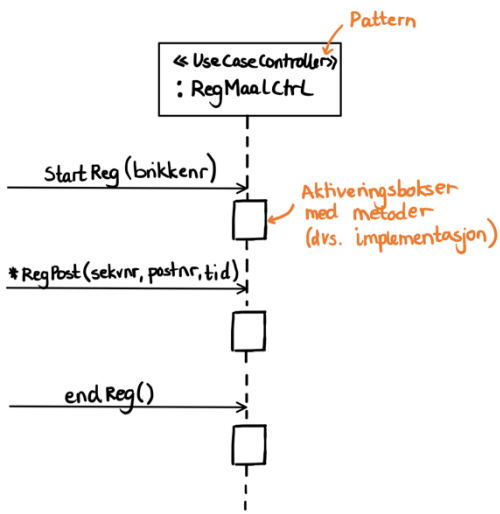 Pattern
«UseCaseController»
: RegMaalCtrl
StartReg(brikkenr)
Aktiveringsbokser
med metoder
(dvs. implementasjon)
*RegPost(sekvnr, postnr, tid)
endReg()